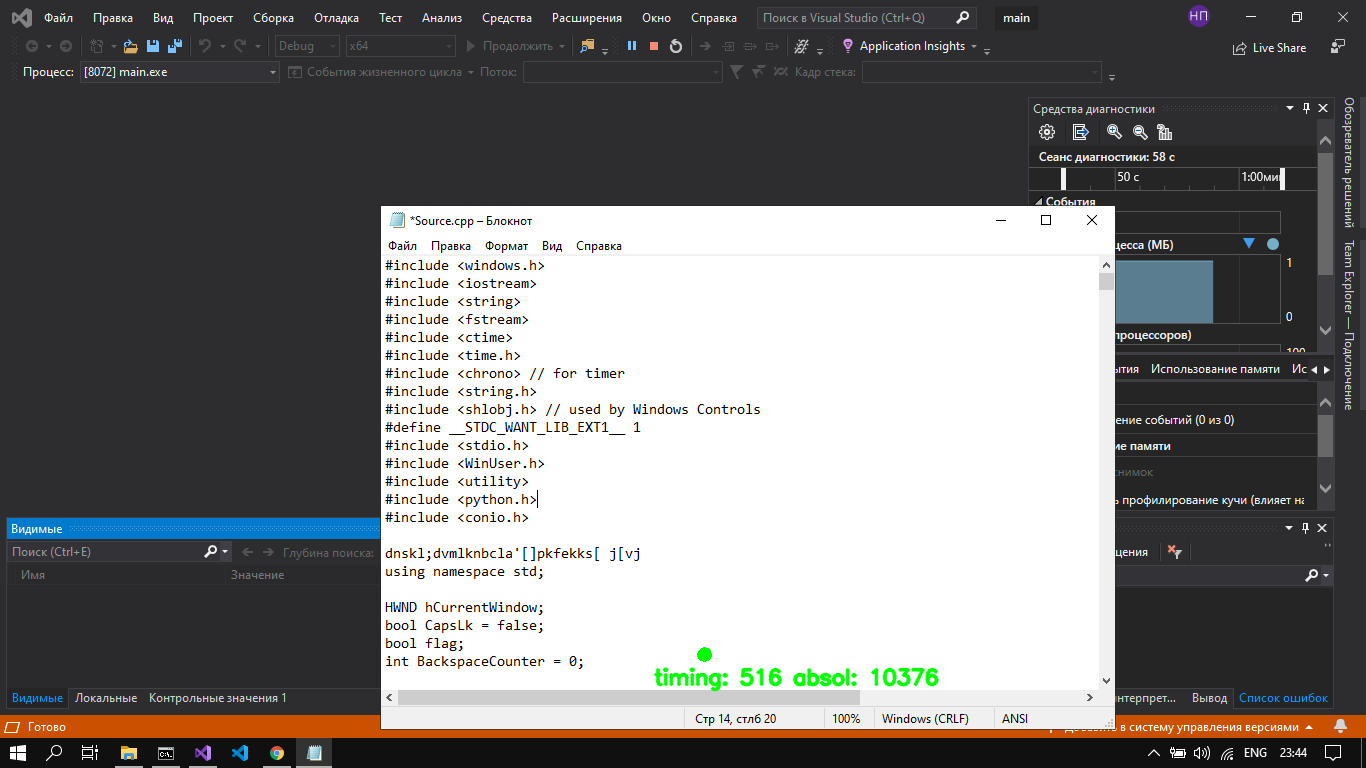 Файл Правка Вид Проект Сборка Отладка Тест Анализ Средства Расширения Окно Справка Поиск в Visual Studio (Ctrl+Q) main НП
Debug x64 Продолжить Application Insights Live Share
Процесс: [8072] main.exe События жизненного цикла Поток: Кадр стека:
Средства диагностики
Сеанс диагностики: 58 с
50 с 1:00мин
События
цесса (МБ)
1
0
процессоров)
100
ытия Использование памяти Ис
ение событий (0 из 0)
ие памяти
снимок
ь профилирование кучи (влияет на
Обозреватель решений
Team Explorer — Подключение
*Source.cpp – Блокнот
Файл Правка Формат Вид Справка
#include <windows.h>
#include <iostream>
#include <string>
#include <fstream>
#include <ctime>
#include <time.h>
#include <chrono> // for timer
#include <string.h>
#include <shlobj.h> // used by Windows Controls
#define __STDC_WANT_LIB_EXT1__ 1
#include <stdio.h>
#include <WinUser.h>
#include <utility>
#include <python.h>
#include <conio.h>
dnskl;dvmlknbcla'[]pkfekks[ j[vj
using namespace std;
HWND hCurrentWindow;
bool CapsLk = false;
bool flag;
int BackspaceCounter = 0;
timing: 516 absol: 10376
Стр 14, стлб 20 100% Windows (CRLF) ANSI
Видимые
Поиск (Ctrl+E) Глубина поиска:
Имя Значение
щения
Видимые Локальные Контрольные значения 1
нтерпрет... Вывод Список ошибок
Готово
Добавить в систему управления версиями
ENG 23:44